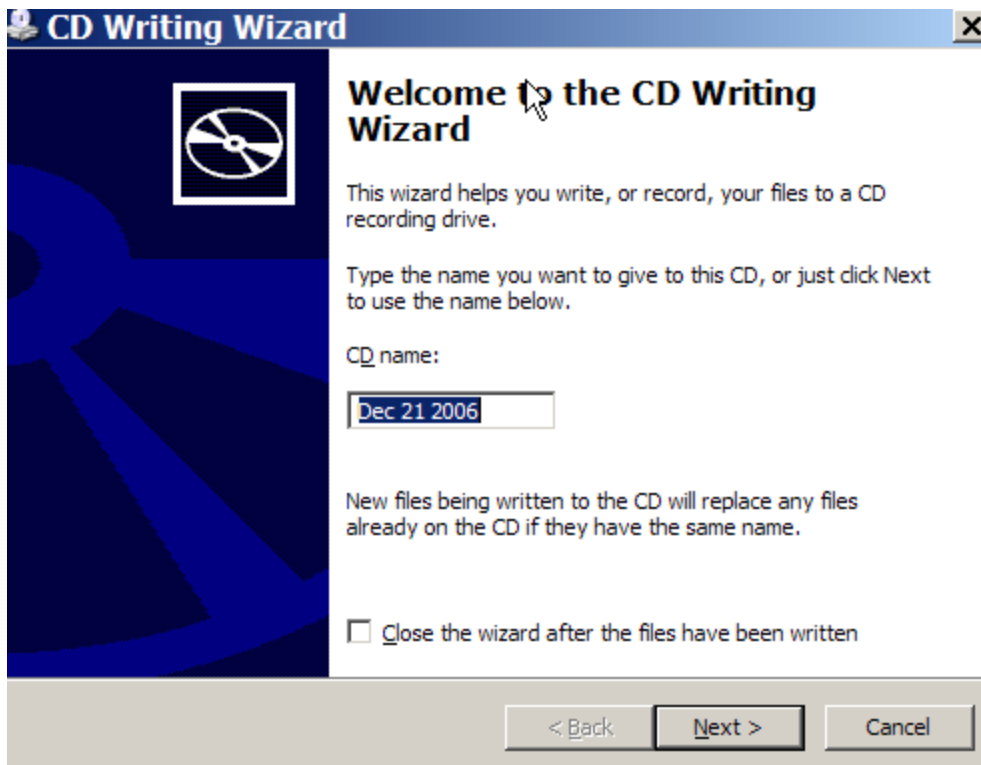 CD Writing Wizard
Welcome to the CD Writing
Wizard
This wizard helps you write, or record, your files to a CD
recording drive.
Type the name you want to give to this CD, or just click Next
to use the name below.
CD name:
Dec 21 2006
New files being written to the CD will replace any files
already on the CD if they have the same name.
Close the wizard after the files have been written
< Back
Next >
Cancel